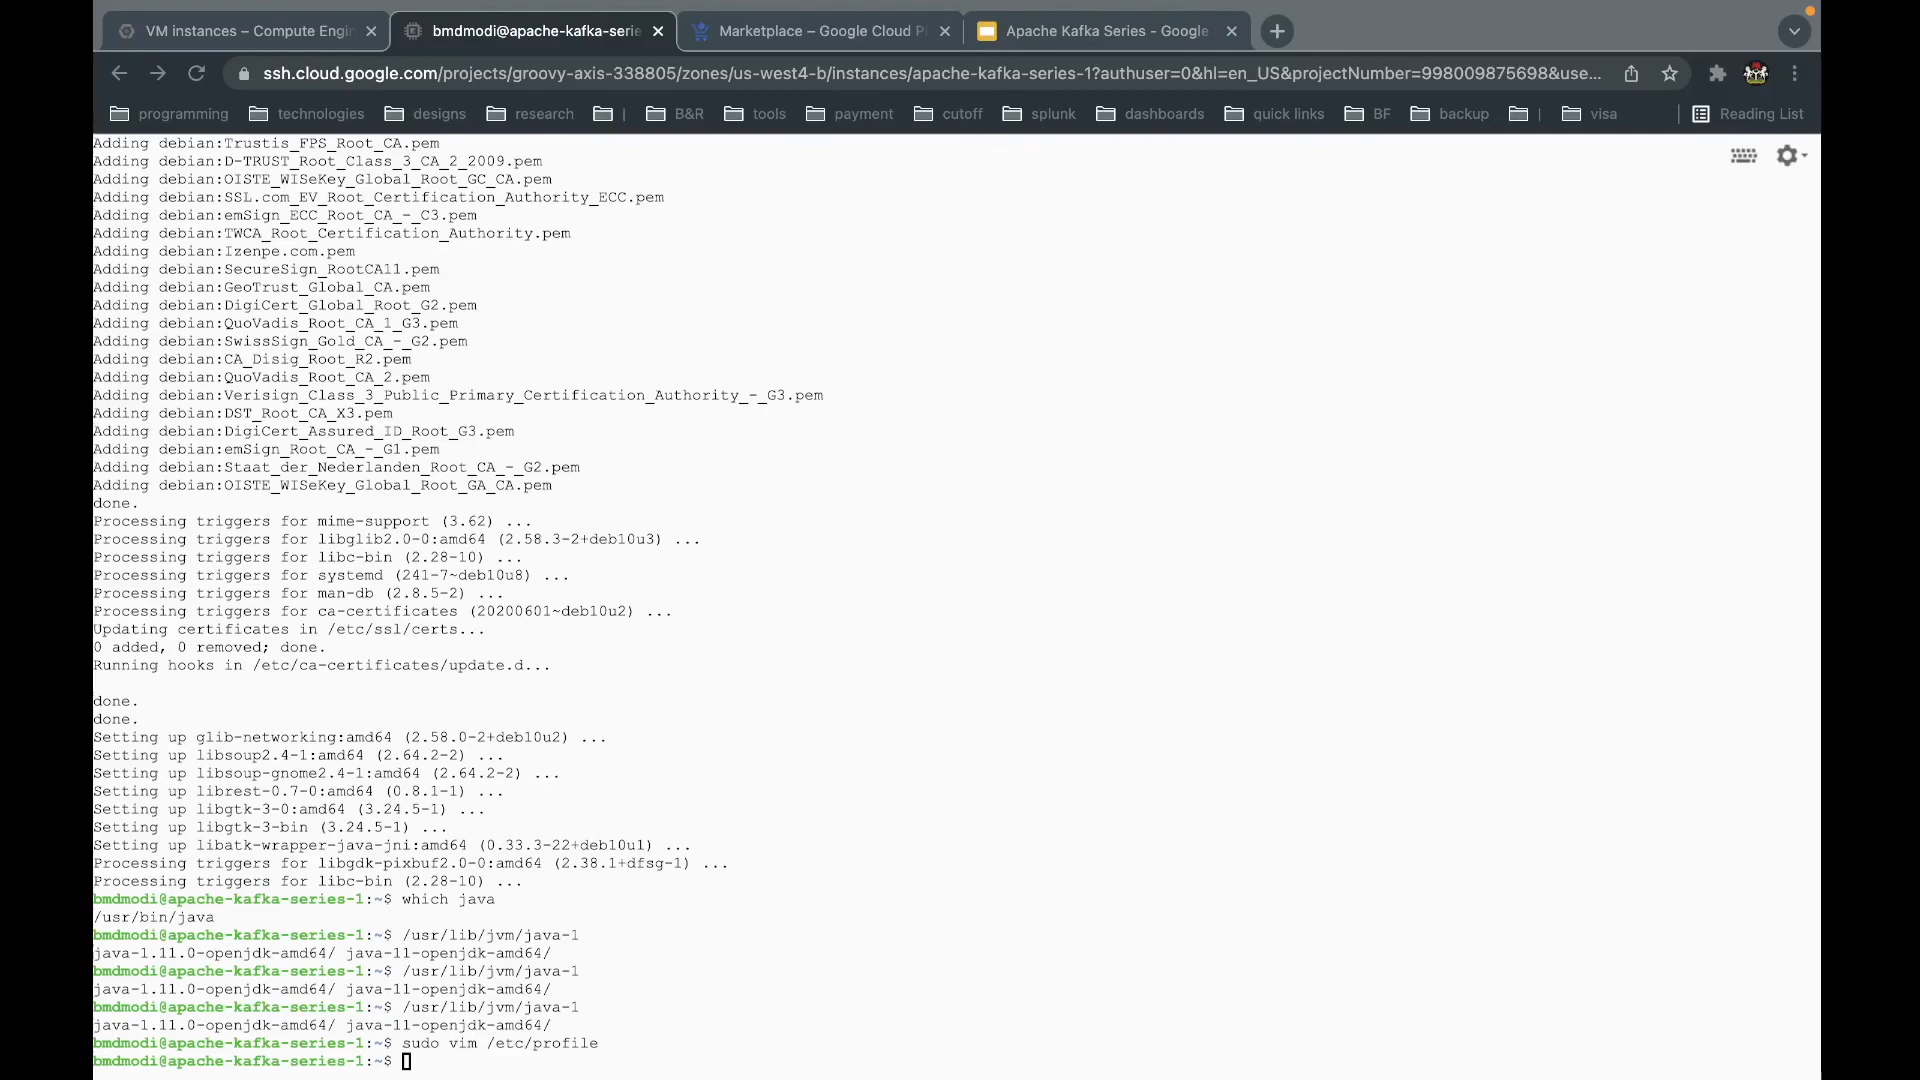 VM instances – Compute Engin
bmdmodi@apache-kafka-serie
Marketplace – Google Cloud P
Apache Kafka Series - Google
ssh.cloud.google.com/projects/groovy-axis-338805/zones/us-west4-b/instances/apache-kafka-series-1?authuser=0&hl=en_US&projectNumber=998009875698&use...
programming technologies designs research | B&R tools payment cutoff splunk dashboards quick links BF backup | visa Reading List
Adding debian:Trustis_FPS_Root_CA.pem
Adding debian:D-TRUST_Root_Class_3_CA_2_2009.pem
Adding debian:OISTE_WISeKey_Global_Root_GC_CA.pem
Adding debian:SSL.com_EV_Root_Certification_Authority_ECC.pem
Adding debian:emSign_ECC_Root_CA_-_C3.pem
Adding debian:TWCA_Root_Certification_Authority.pem
Adding debian:Izenpe.com.pem
Adding debian:SecureSign_RootCA11.pem
Adding debian:GeoTrust_Global_CA.pem
Adding debian:DigiCert_Global_Root_G2.pem
Adding debian:QuoVadis_Root_CA_1_G3.pem
Adding debian:SwissSign_Gold_CA_-_G2.pem
Adding debian:CA_Disig_Root_R2.pem
Adding debian:QuoVadis_Root_CA_2.pem
Adding debian:Verisign_Class_3_Public_Primary_Certification_Authority_-_G3.pem
Adding debian:DST_Root_CA_X3.pem
Adding debian:DigiCert_Assured_ID_Root_G3.pem
Adding debian:emSign_Root_CA_-_G1.pem
Adding debian:Staat_der_Nederlanden_Root_CA_-_G2.pem
Adding debian:OISTE_WISeKey_Global_Root_GA_CA.pem
done.
Processing triggers for mime-support (3.62) ...
Processing triggers for libglib2.0-0:amd64 (2.58.3-2+deb10u3) ...
Processing triggers for libc-bin (2.28-10) ...
Processing triggers for systemd (241-7~deb10u8) ...
Processing triggers for man-db (2.8.5-2) ...
Processing triggers for ca-certificates (20200601~deb10u2) ...
Updating certificates in /etc/ssl/certs...
0 added, 0 removed; done.
Running hooks in /etc/ca-certificates/update.d...
done.
done.
Setting up glib-networking:amd64 (2.58.0-2+deb10u2) ...
Setting up libsoup2.4-1:amd64 (2.64.2-2) ...
Setting up libsoup-gnome2.4-1:amd64 (2.64.2-2) ...
Setting up librest-0.7-0:amd64 (0.8.1-1) ...
Setting up libgtk-3-0:amd64 (3.24.5-1) ...
Setting up libgtk-3-bin (3.24.5-1) ...
Setting up libatk-wrapper-java-jni:amd64 (0.33.3-22+deb10u1) ...
Processing triggers for libgdk-pixbuf2.0-0:amd64 (2.38.1+dfsg-1) ...
Processing triggers for libc-bin (2.28-10) ...
bmdmodi@apache-kafka-series-1:~$ which java
/usr/bin/java
bmdmodi@apache-kafka-series-1:~$ /usr/lib/jvm/java-1
java-1.11.0-openjdk-amd64/ java-11-openjdk-amd64/
bmdmodi@apache-kafka-series-1:~$ /usr/lib/jvm/java-1
java-1.11.0-openjdk-amd64/ java-11-openjdk-amd64/
bmdmodi@apache-kafka-series-1:~$ /usr/lib/jvm/java-1
java-1.11.0-openjdk-amd64/ java-11-openjdk-amd64/
bmdmodi@apache-kafka-series-1:~$ sudo vim /etc/profile
bmdmodi@apache-kafka-series-1:~$